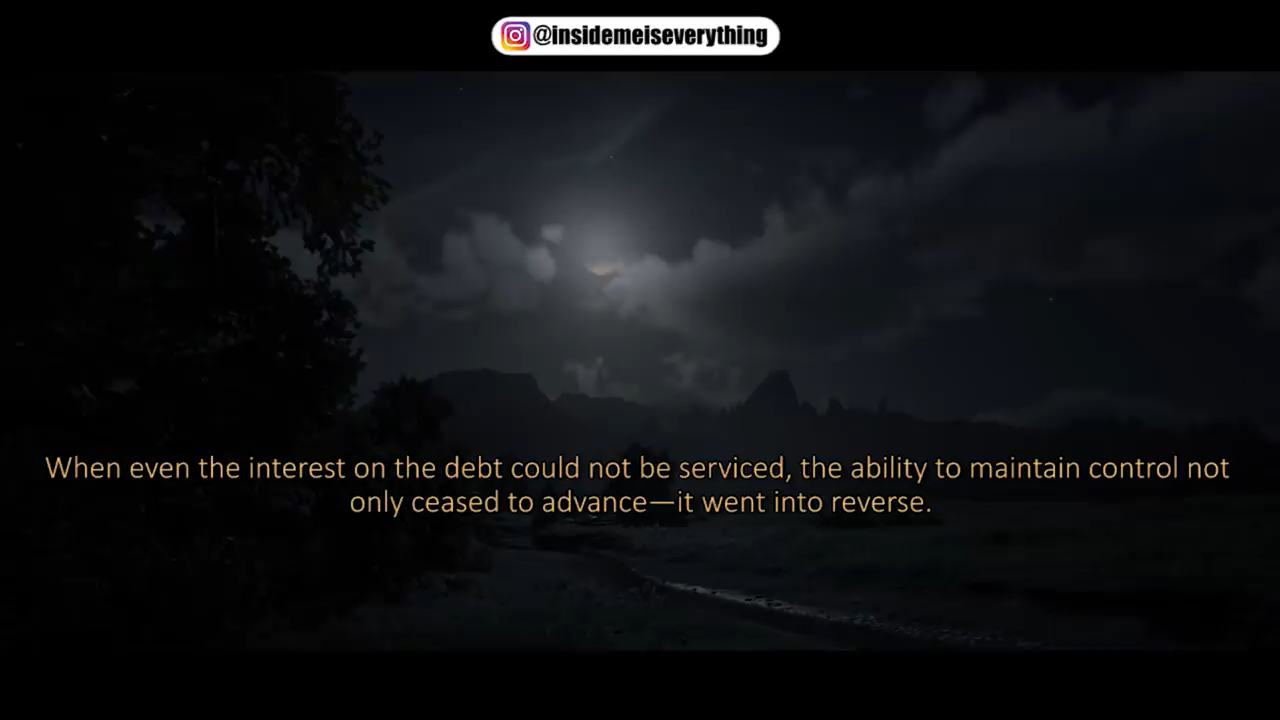 @insidemeiseverything
When even the interest on the debt could not be serviced, the ability to maintain control not
only ceased to advance—it went into reverse.